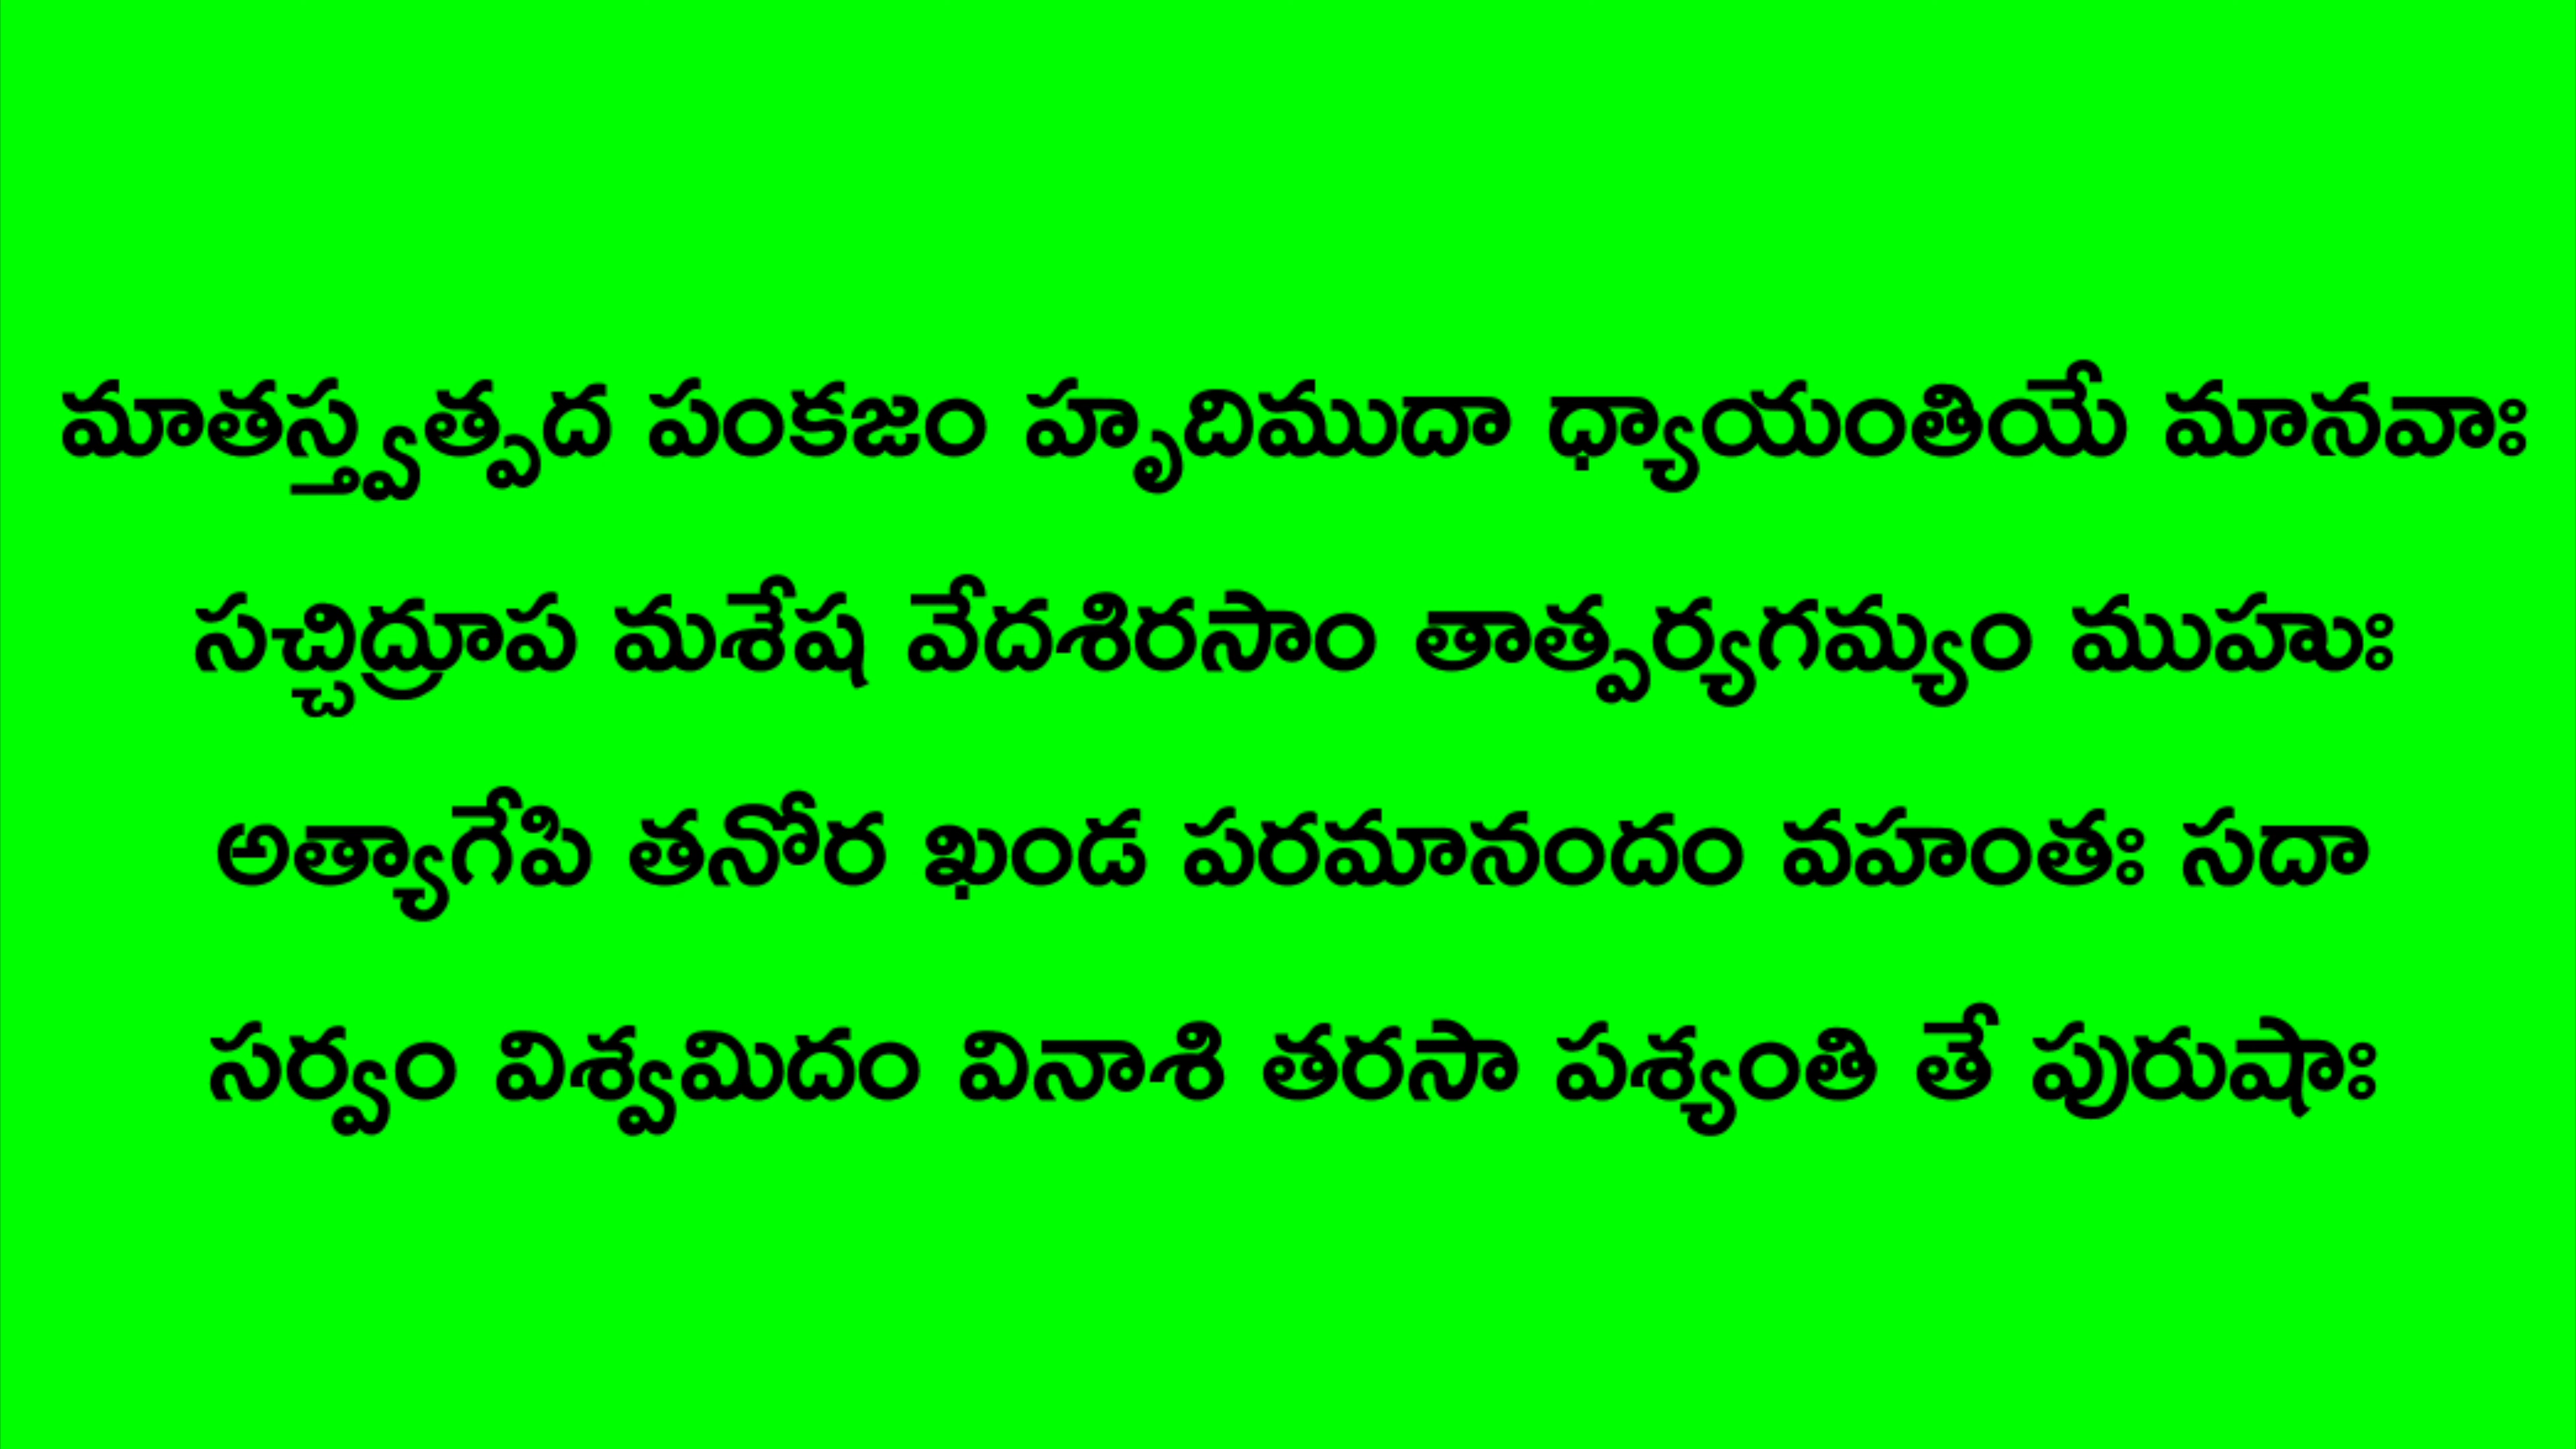 మాతస్త్వత్పద పంకజం హృదిముదా ధ్యాయంతియే మానవాః
సచ్చిద్రూప మశేష వేదశిరసాం తాత్పర్యగమ్యం ముహుః
అత్యాగేపి తనోర ఖండ పరమానందం వహంతః సదా
సర్వం విశ్వమిదం వినాశి తరసా పశ్యంతి తే పురుషాః